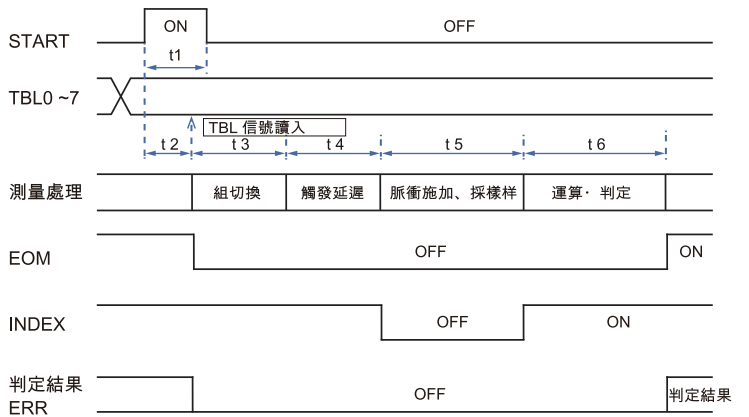 START
ON
OFF
t1
TBL0 ~7
TBL 信號讀入
t 2
t 3
t 4
t 5
t 6
測量處理
組切換
觸發延遲
脈衝施加、採樣样
運算· 判定
EOM
OFF
ON
INDEX
OFF
ON
判定結果
ERR
OFF
判定結果